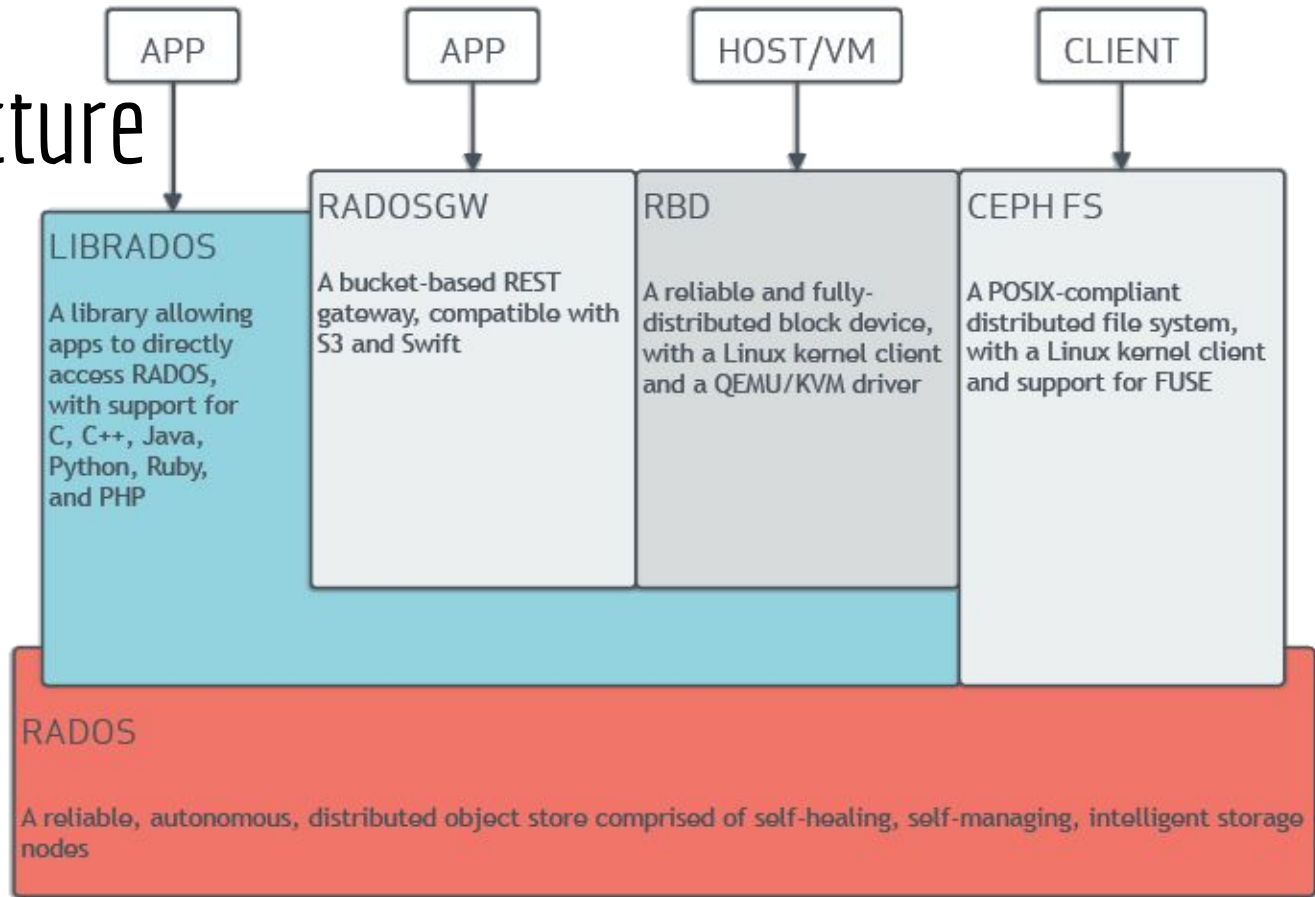 APP
APP
HOST/VM
CLIENT
cture
LIBRADOS
A library allowing
apps to directly
access RADOS,
with support for
C, C++, Java,
Python, Ruby,
and PHP
RADOSGW
A bucket-based REST
gateway, compatible with
S3 and Swift
RBD
A reliable and fully-
distributed block device,
with a Linux kernel client
and a QEMU/KVM driver
CEPH FS
A POSIX-compliant
distributed file system,
with a Linux kernel client
and support for FUSE
RADOS
A reliable, autonomous, distributed object store comprised of self-healing, self-managing, intelligent storage
nodes